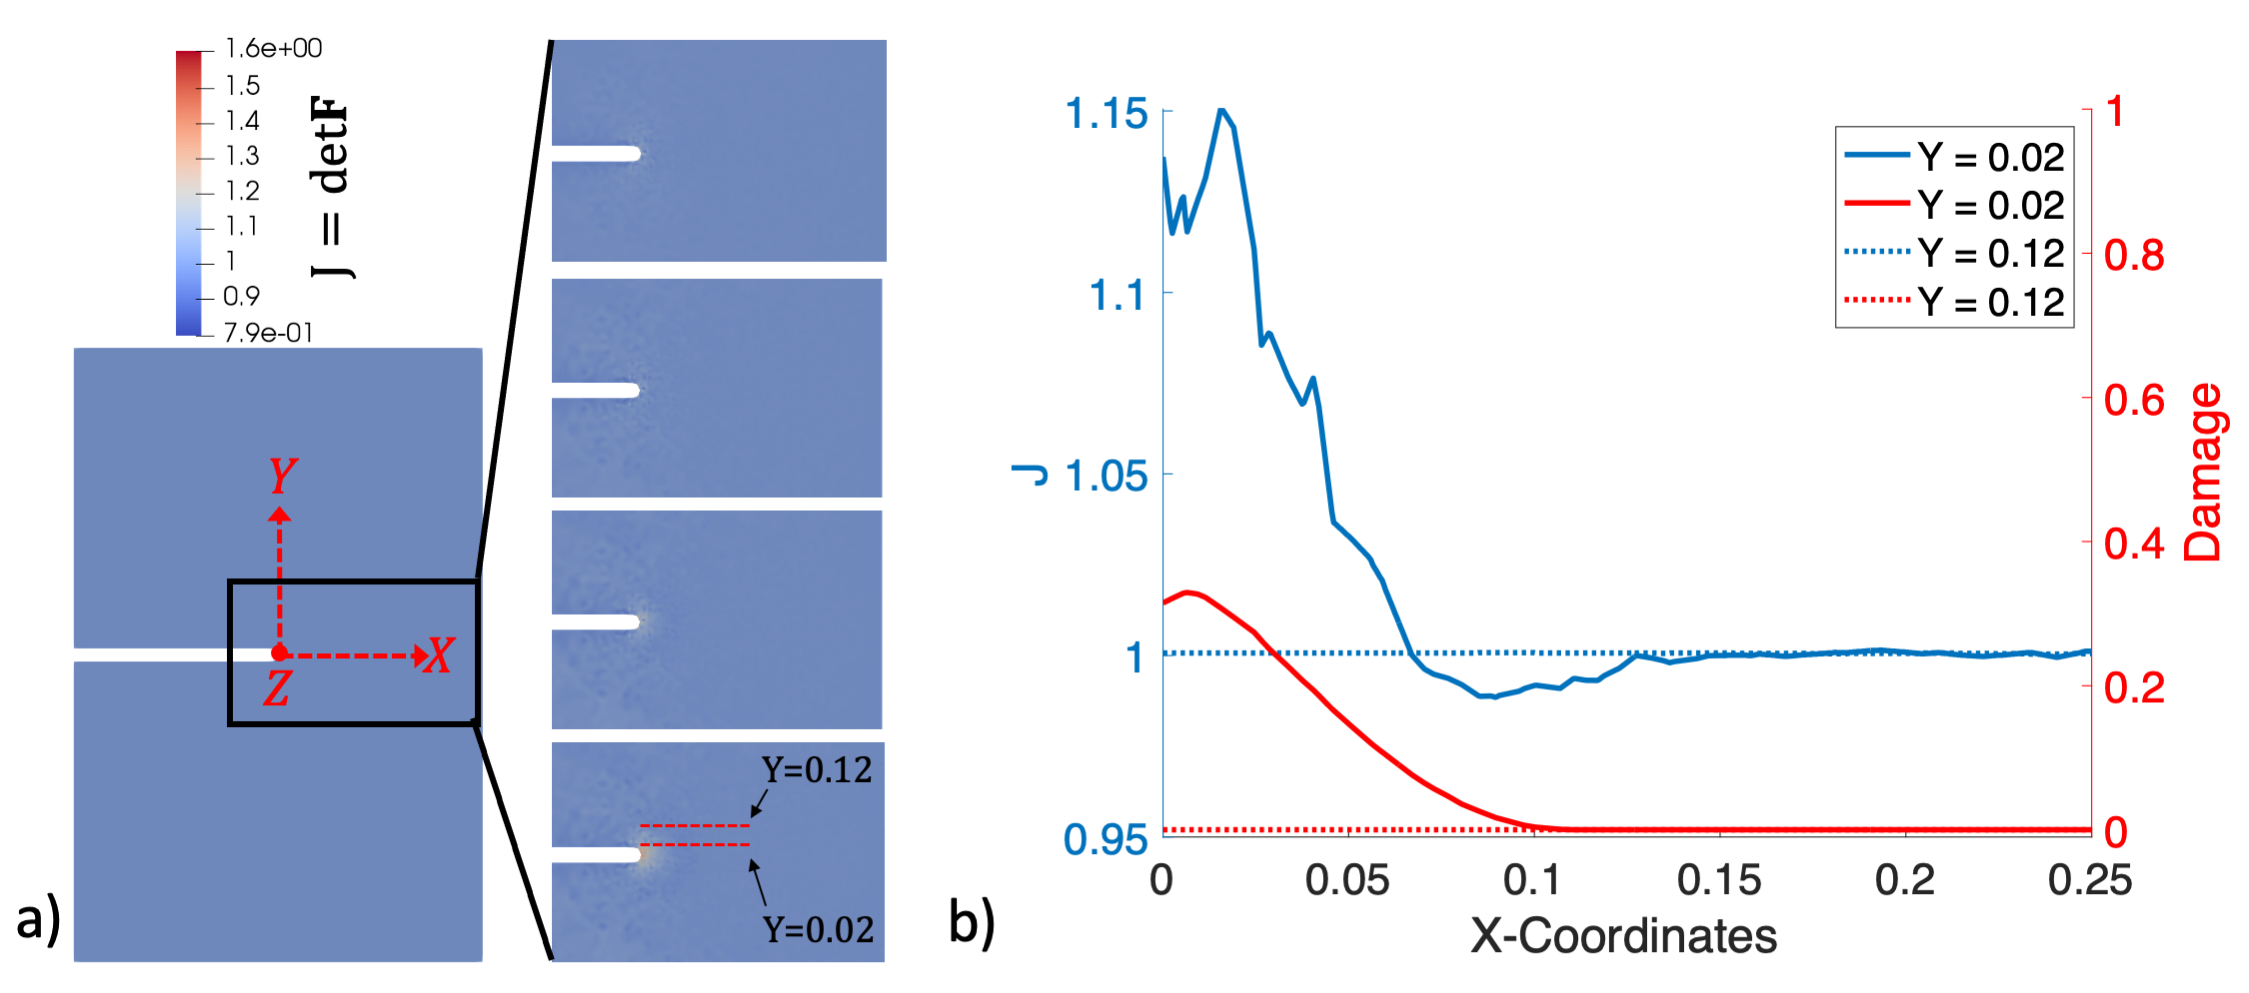 1.6e+00
1.5
1.4
1.3
1.2
1.1
1
0.9
7.9e-01
J = detF
Y
X
Z
Y=0.12
Y=0.02
a)
1.15
1.1
1.05
1
0.95
J
0
0.05
0.1
0.15
0.2
0.25
X-Coordinates
1
0.8
0.6
0.4
0.2
0
Damage
Y = 0.02
Y = 0.02
Y = 0.12
Y = 0.12
b)